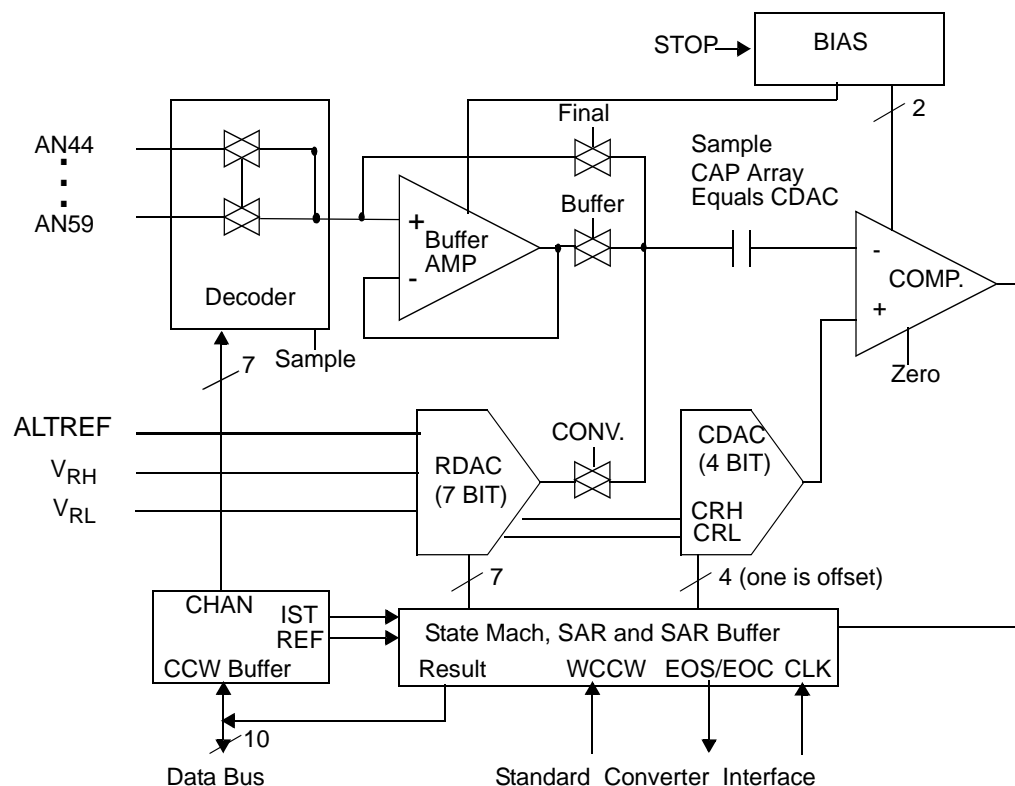 STOP
BIAS
2
Final
Sample
CAP Array
Equals CDAC
AN44
AN59
Decoder
Sample
7
+
Buffer
AMP
-
Buffer
-
COMP.
+
Zero
ALTREF
VRH
VRL
RDAC
(7 BIT)
CONV.
CDAC
(4 BIT)
CRH
CRL
7
4 (one is offset)
CHAN
IST
REF
CCW Buffer
State Mach, SAR and SAR Buffer
Result
WCCW
EOS/EOC
CLK
10
Data Bus
Standard Converter Interface